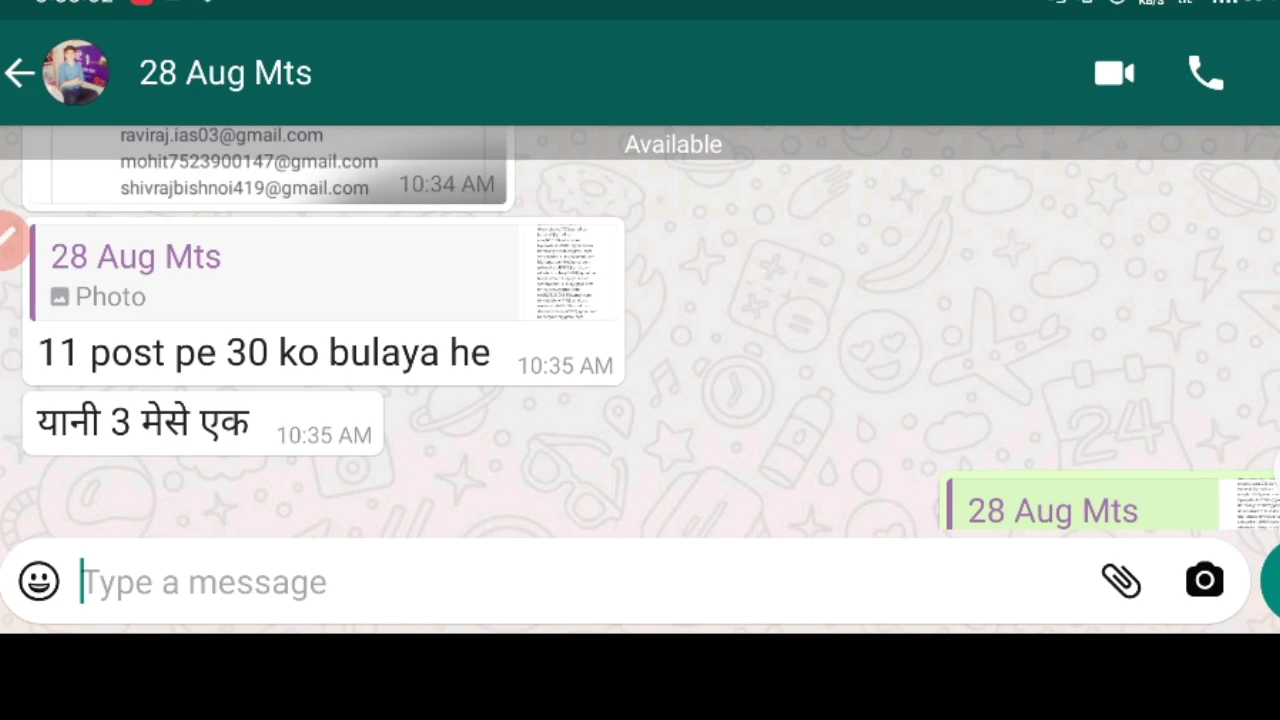 28 Aug Mts
Available
raviraj.ias03@gmail.com
mohit7523900147@gmail.com
shivrajbishnoi419@gmail.com
10:34 AM
28 Aug Mts
Photo
11 post pe 30 ko bulaya he 10:35 AM
यानी 3 मेसे एक 10:35 AM
28 Aug Mts
Type a message